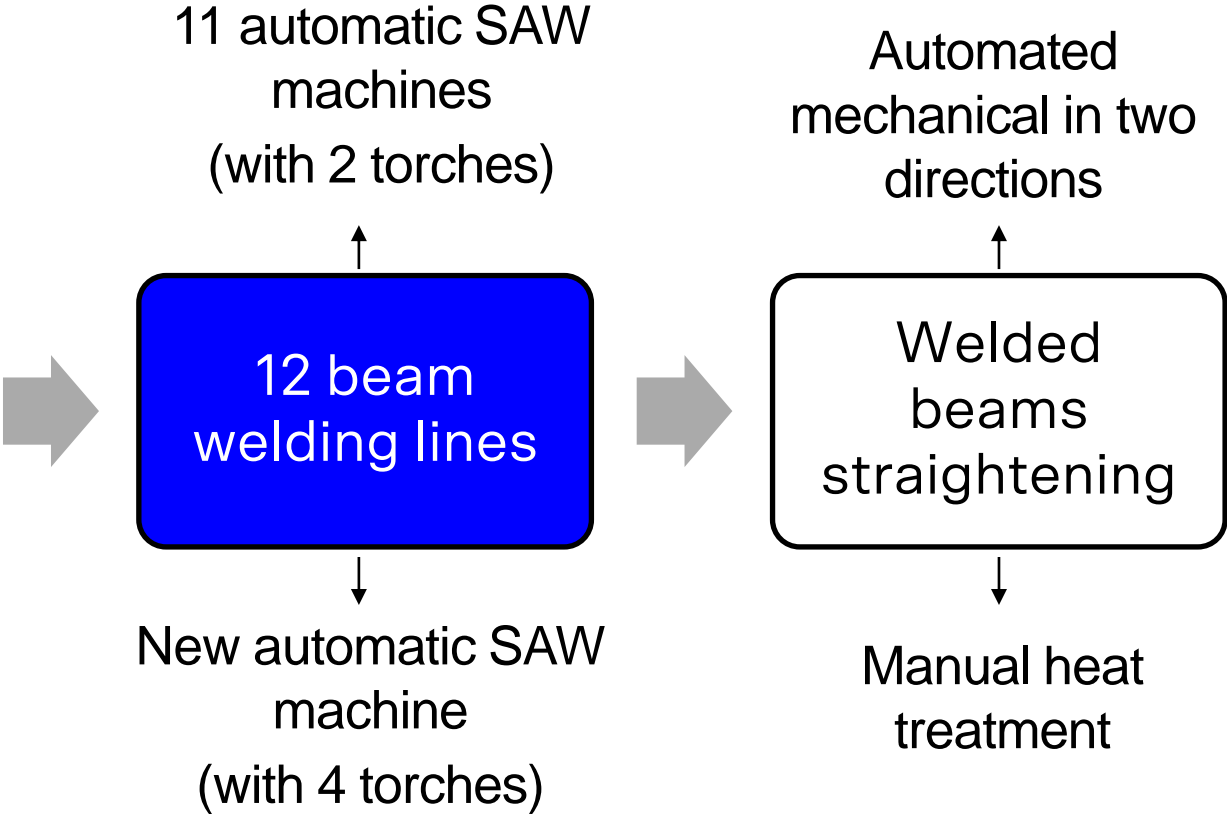 11 automatic SAW
machines
(with 2 torches)
12 beam
welding lines
New automatic SAW
machine
(with 4 torches)
Automated
mechanical in two
directions
Welded
beams
straightening
Manual heat
treatment